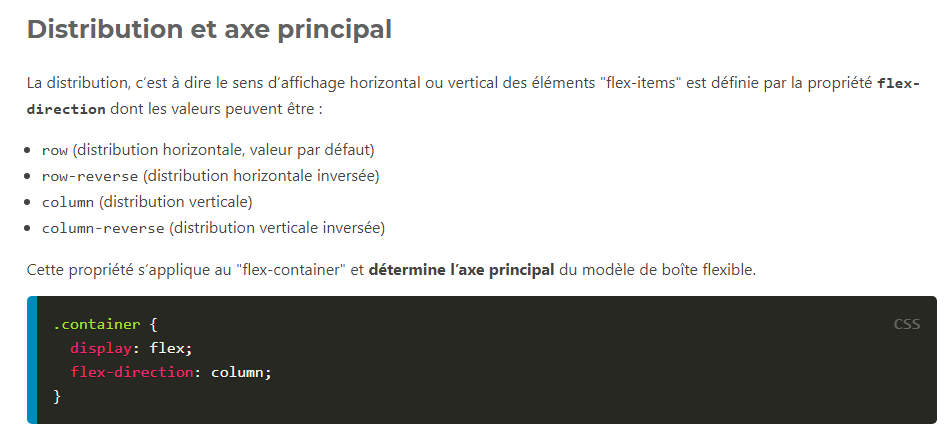 Distribution et axe principal
La distribution, c’est à dire le sens d’affichage horizontal ou vertical des éléments "flex-items" est définie par la propriété flex-
direction dont les valeurs peuvent être :
• row (distribution horizontale, valeur par défaut)
• row-reverse (distribution horizontale inversée)
• column (distribution verticale)
• column-reverse (distribution verticale inversée)
Cette propriété s’applique au "flex-container" et détermine l’axe principal du modèle de boîte flexible.
CSS
.container {
  display: flex;
  flex-direction: column;
}